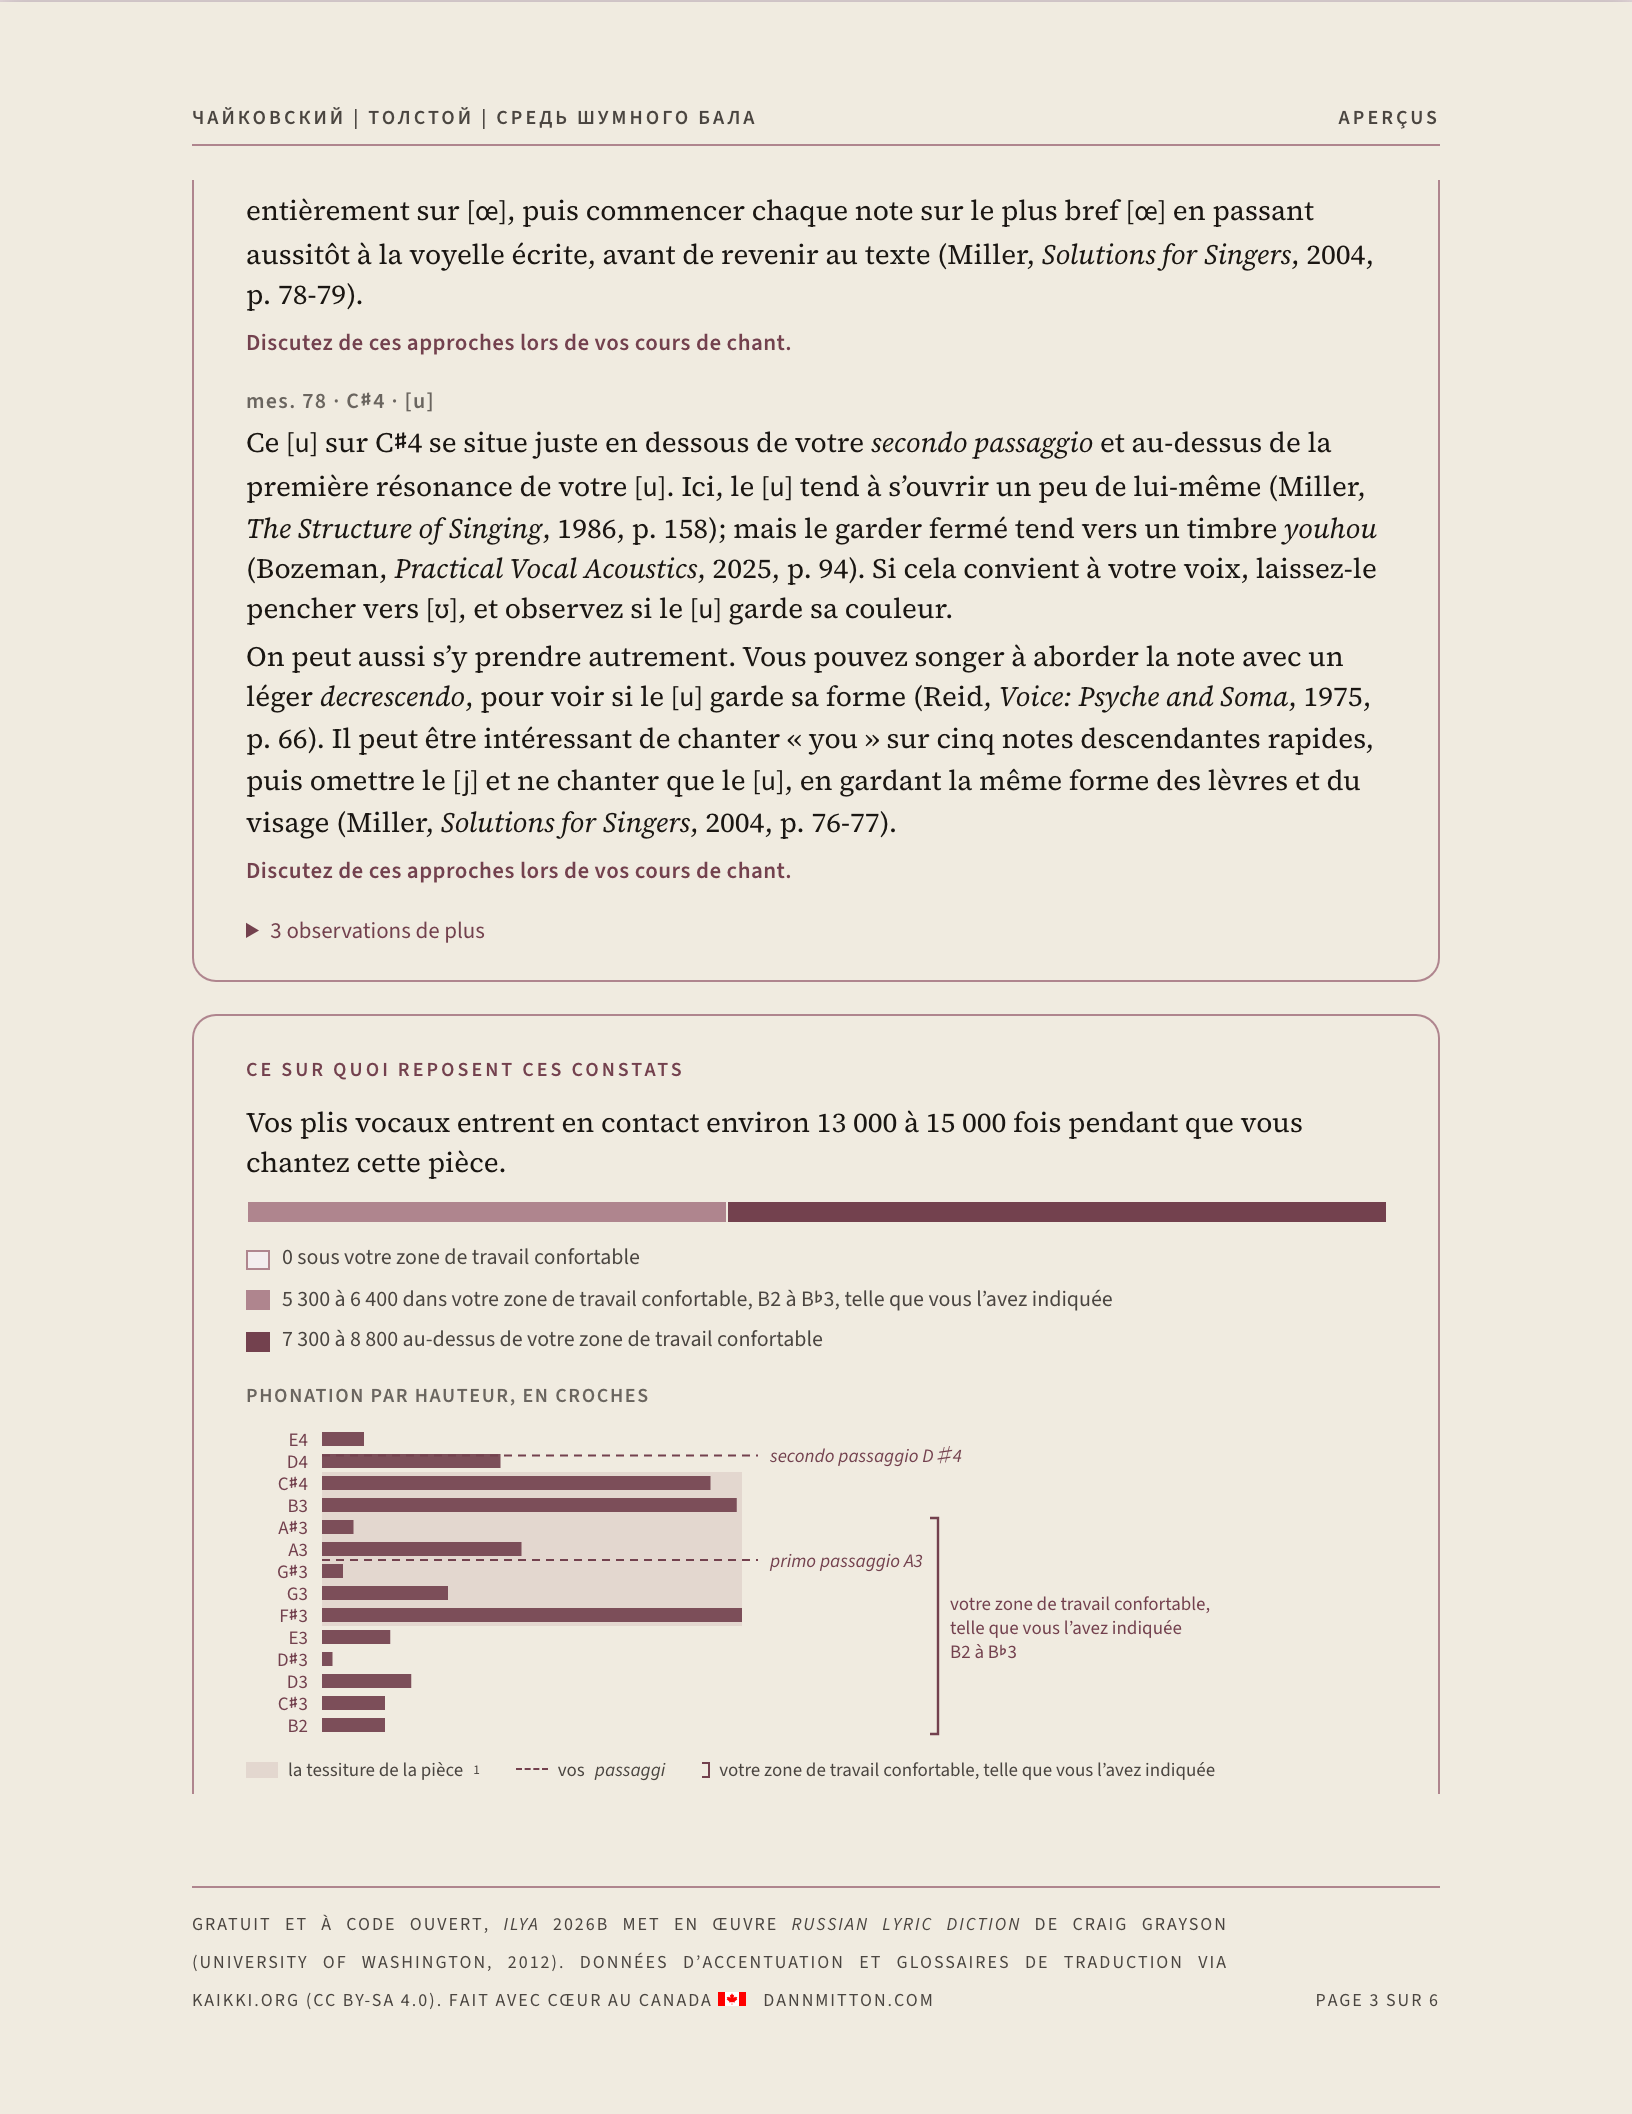 ЧАЙКОВСКИЙ | ТОЛСТОЙ | СРЕДЬ ШУМНОГО БАЛА
APERÇUS
entièrement sur [œ], puis commencer chaque note sur le plus bref [œ] en passant
aussitôt à la voyelle écrite, avant de revenir au texte (Miller, Solutions for Singers, 2004,
p. 78-79).
Discutez de ces approches lors de vos cours de chant.
mes. 78 · C♯4 · [u]
Ce [u] sur C♯4 se situe juste en dessous de votre secondo passaggio et au-dessus de la
première résonance de votre [u]. Ici, le [u] tend à s’ouvrir un peu de lui-même (Miller,
The Structure of Singing, 1986, p. 158); mais le garder fermé tend vers un timbre youhou
(Bozeman, Practical Vocal Acoustics, 2025, p. 94). Si cela convient à votre voix, laissez-le
pencher vers [ʊ], et observez si le [u] garde sa couleur.
On peut aussi s’y prendre autrement. Vous pouvez songer à aborder la note avec un
léger decrescendo, pour voir si le [u] garde sa forme (Reid, Voice: Psyche and Soma, 1975,
p. 66). Il peut être intéressant de chanter « you » sur cinq notes descendantes rapides,
puis omettre le [j] et ne chanter que le [u], en gardant la même forme des lèvres et du
visage (Miller, Solutions for Singers, 2004, p. 76-77).
Discutez de ces approches lors de vos cours de chant.
▶ 3 observations de plus
CE SUR QUOI REPOSENT CES CONSTATS
Vos plis vocaux entrent en contact environ 13 000 à 15 000 fois pendant que vous
chantez cette pièce.
0 sous votre zone de travail confortable
5 300 à 6 400 dans votre zone de travail confortable, B2 à B♭3, telle que vous l’avez indiquée
7 300 à 8 800 au-dessus de votre zone de travail confortable
PHONATION PAR HAUTEUR, EN CROCHES
E4
secondo passaggio D♯4
D4
C♯4
B3
A♯3
A3
primo passaggio A3
G♯3
G3
F♯3
votre zone de travail confortable,
telle que vous l’avez indiquée
B2 à B♭3
E3
D♯3
D3
C♯3
B2
la tessiture de la pièce 1
vos passaggi
votre zone de travail confortable, telle que vous l’avez indiquée
GRATUIT ET À CODE OUVERT, ILYA 2026B MET EN ŒUVRE RUSSIAN LYRIC DICTION DE CRAIG GRAYSON
(UNIVERSITY OF WASHINGTON, 2012). DONNÉES D’ACCENTUATION ET GLOSSAIRES DE TRADUCTION VIA
KAIKKI.ORG (CC BY-SA 4.0). FAIT AVEC CŒUR AU CANADA 🇨🇦 DANNMITTON.COM
PAGE 3 SUR 6